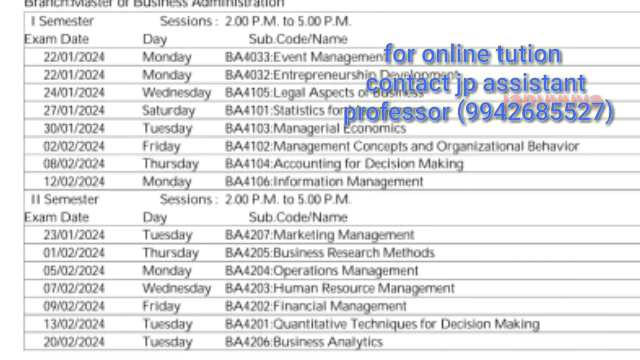 Branch:Master of Business Administration
I Semester Sessions : 2.00 P.M. to 5.00 P.M.
Exam Date Day Sub.Code/Name
22/01/2024 Monday BA4033:Event Management
22/01/2024 Monday BA4032:Entrepreneurship Development
24/01/2024 Wednesday BA4105:Legal Aspects of Business
27/01/2024 Saturday BA4101:Statistics for
30/01/2024 Tuesday BA4103:Managerial Economics
02/02/2024 Friday BA4102:Management Concepts and Organizational Behavior
08/02/2024 Thursday BA4104:Accounting for Decision Making
12/02/2024 Monday BA4106:Information Management
for online tution
contact jp assistant
professor (9942685527)
II Semester Sessions : 2.00 P.M. to 5.00 P.M.
Exam Date Day Sub.Code/Name
23/01/2024 Tuesday BA4207:Marketing Management
01/02/2024 Thursday BA4205:Business Research Methods
05/02/2024 Monday BA4204:Operations Management
07/02/2024 Wednesday BA4203:Human Resource Management
09/02/2024 Friday BA4202:Financial Management
13/02/2024 Tuesday BA4201:Quantitative Techniques for Decision Making
20/02/2024 Tuesday BA4206:Business Analytics